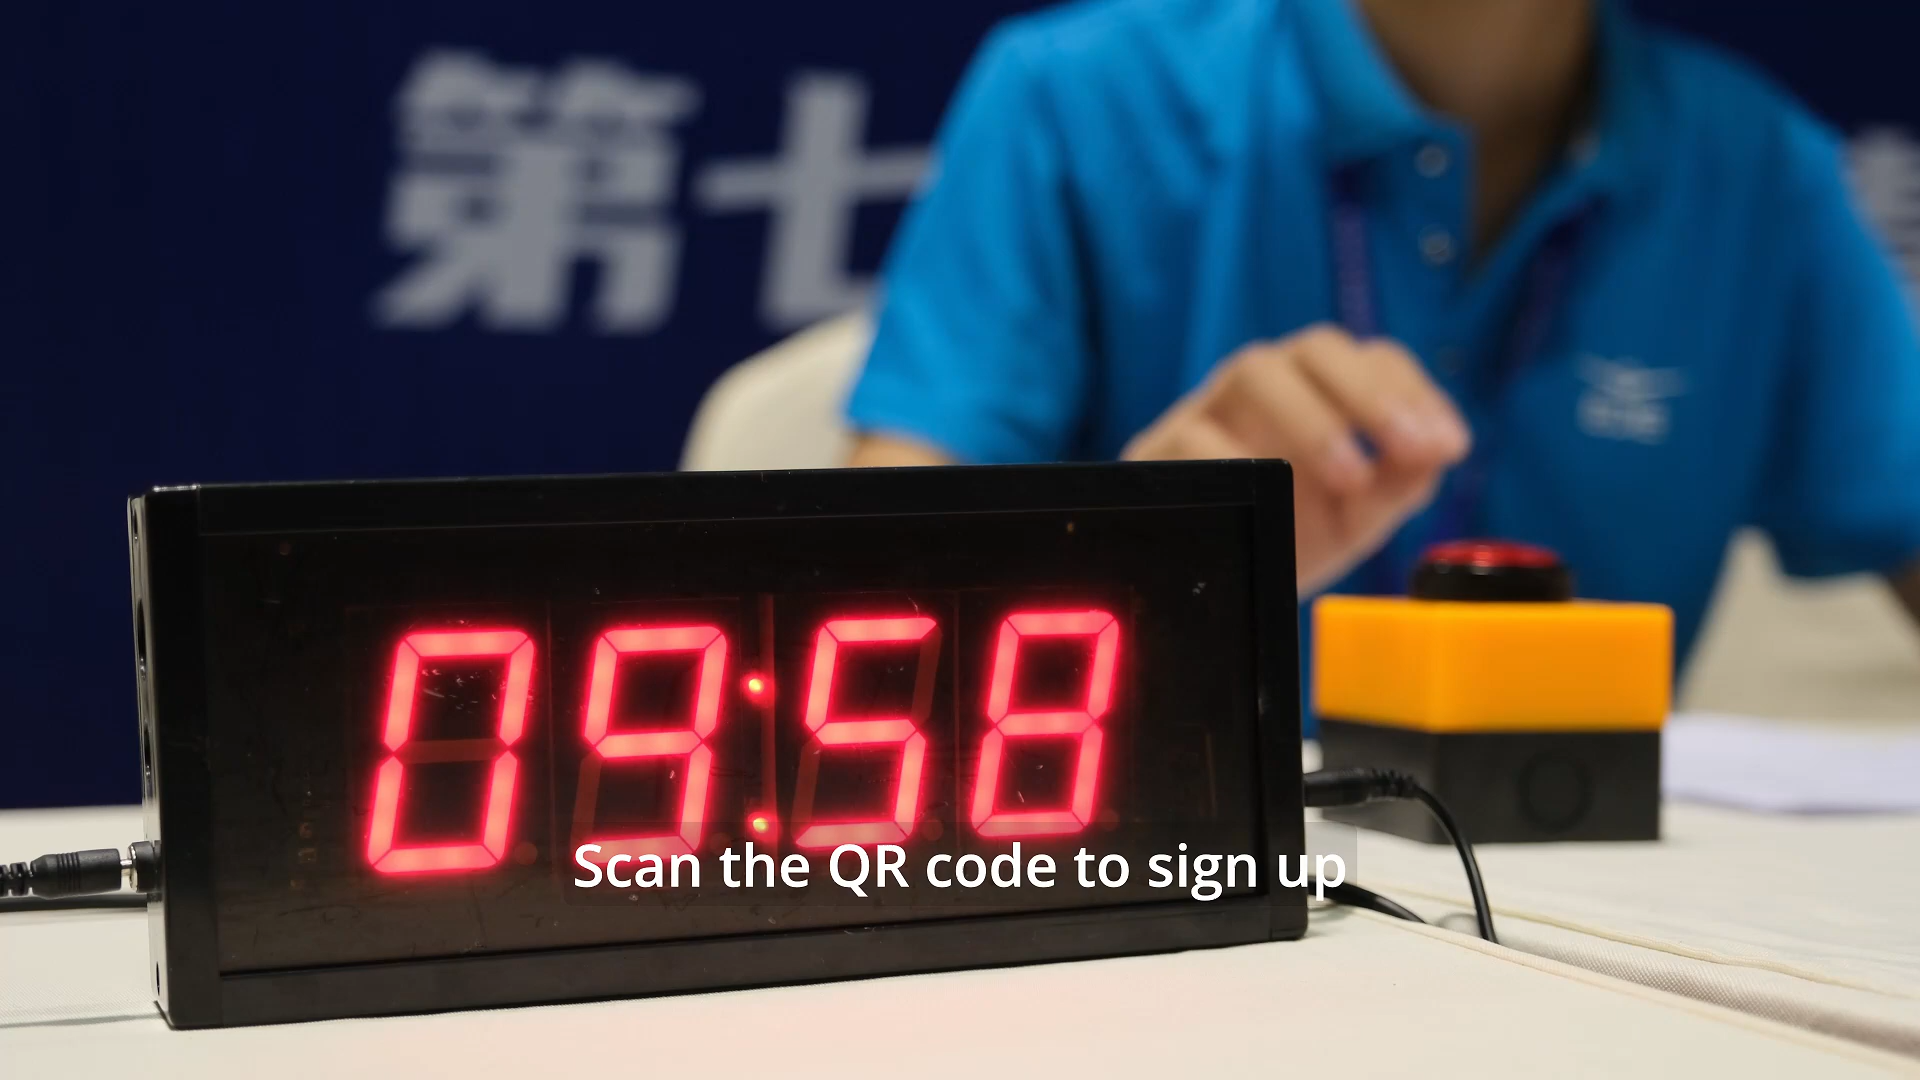 第七
09:58
Scan the QR code to sign up